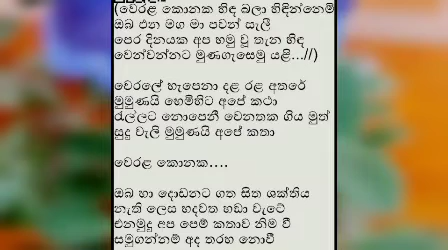 (වෙරළ කොනක හිඳ බලා හිඳින්නෙමි
ඔබ එන මග මා පවන් සැලී
පෙර දිනයක අප හමු වූ තැන හිඳ
වෙන්වන්නට මුණගැසෙමු යළි...//)
වෙරලේ හැපෙනා දළ රළ අතරේ
මුමුණයි හෙමිහිට අපේ කථා
රැල්ලට නොපෙනී වෙනතක ගිය මුත්
සුදු වැලි මුමුණයි අපේ කතා
වෙරළ කොනක....
ඔබ හා දොඩනට ගත සිත ශක්තිය
නැති ලෙස හදවත හඬා වැටේ
එනමුදු අප පෙම් කතාව නිම වී
සමුගන්නම් අද තරහ නොවී